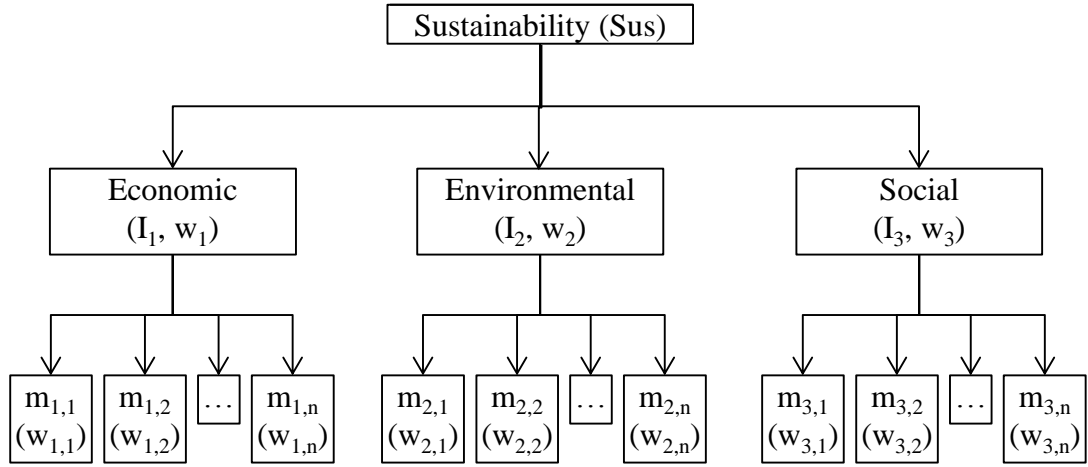 Sustainability (Sus)
Economic
(I₁, w₁)
Environmental
(I₂, w₂)
Social
(I₃, w₃)
m₁,₁
(w₁,₁)
m₁,₂
(w₁,₂)
…
m₁,ₙ
(w₁,ₙ)
m₂,₁
(w₂,₁)
m₂,₂
(w₂,₂)
…
m₂,ₙ
(w₂,ₙ)
m₃,₁
(w₃,₁)
m₃,₂
(w₃,₂)
…
m₃,ₙ
(w₃,ₙ)